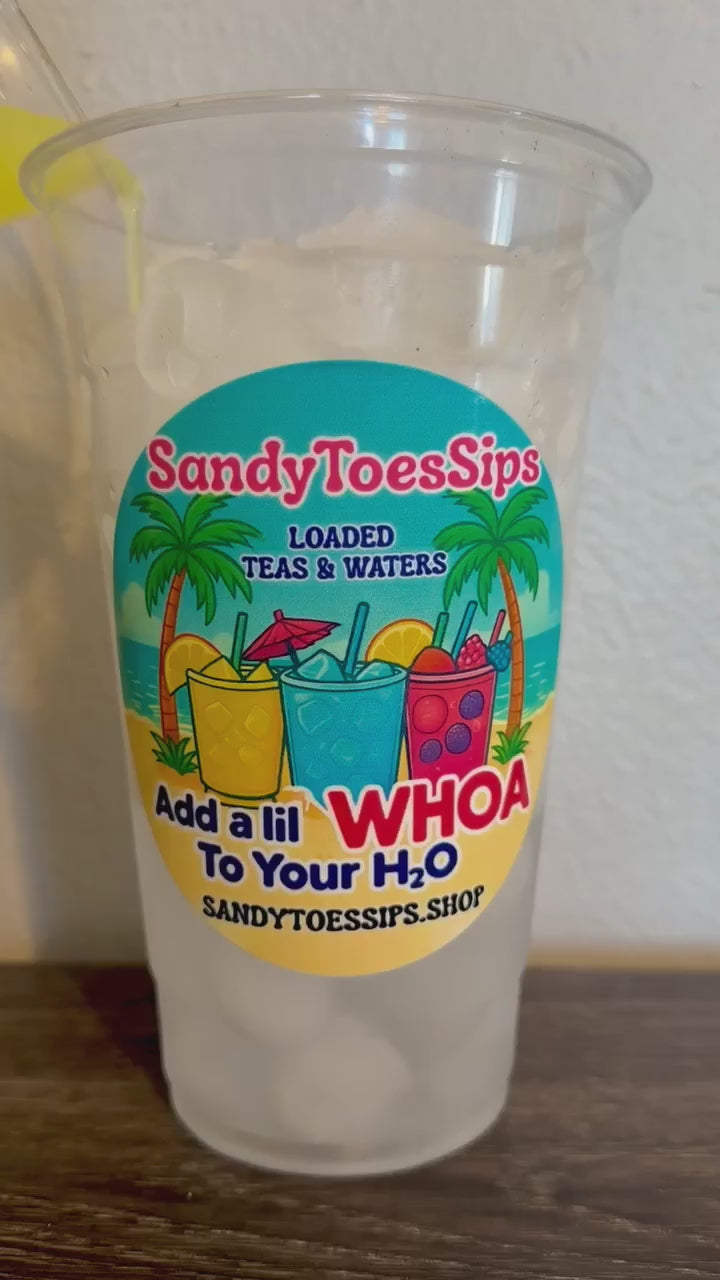 SandyToesSips
LOADED
TEAS & WATERS
Add a lil WHOA
To Your H₂O
SANDYTOESSIPS.SHOP